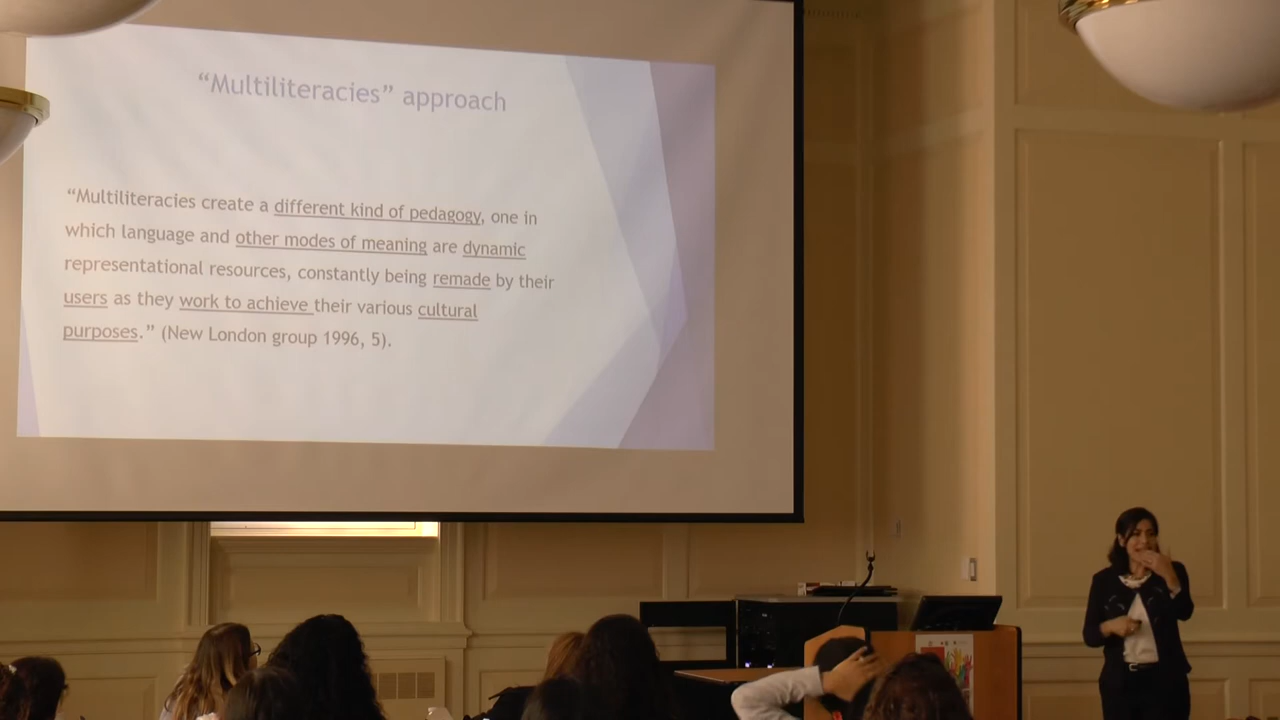 “Multiliteracies” approach
“Multiliteracies create a different kind of pedagogy, one in
which language and other modes of meaning are dynamic
representational resources, constantly being remade by their
users as they work to achieve their various cultural
purposes.” (New London group 1996, 5).